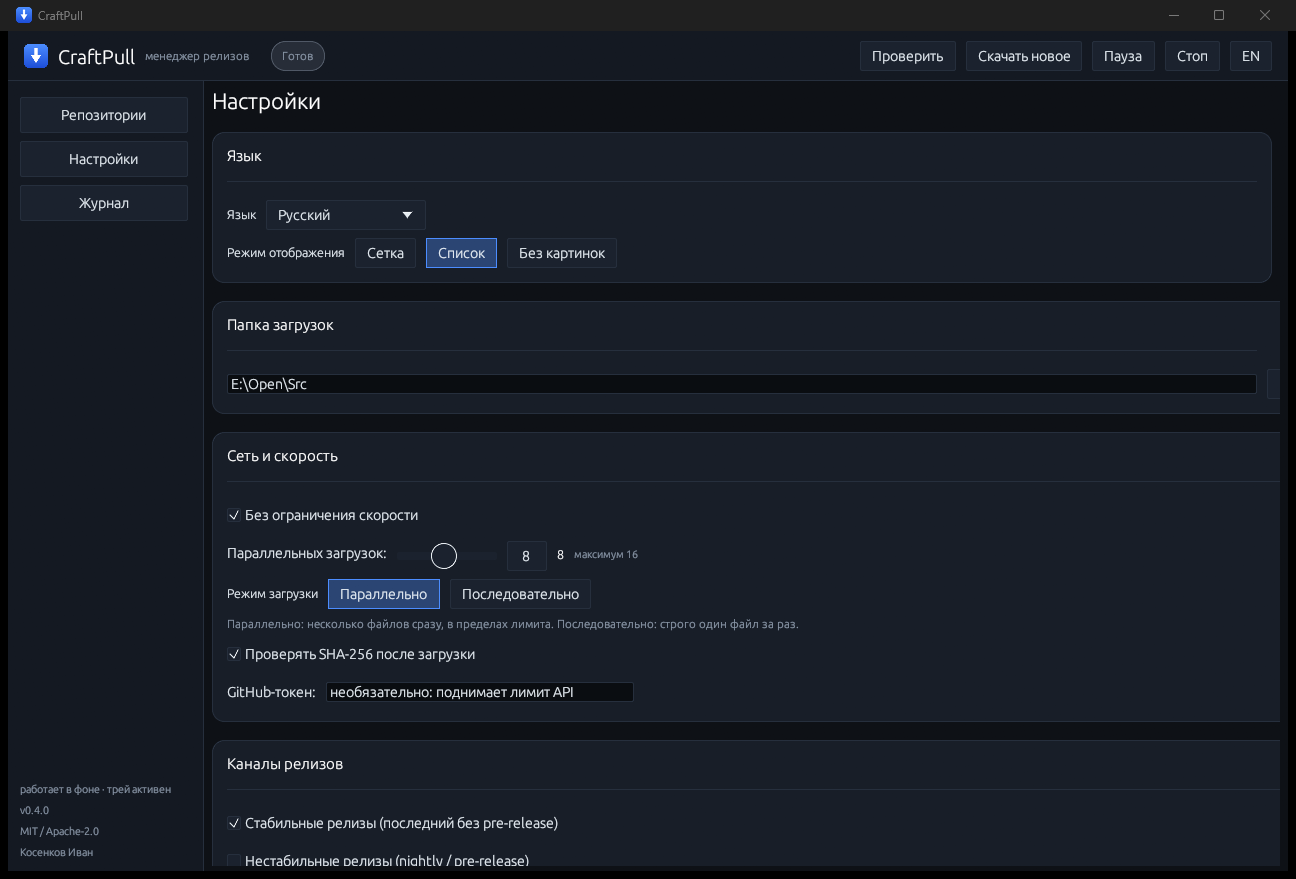 CraftPull
CraftPull менеджер релизов Готов Проверить Скачать новое Пауза Стоп EN
Репозитории
Настройки
Журнал
Настройки
Язык
Язык Русский
Режим отображения Сетка Список Без картинок
Папка загрузок
E:\Open\Src
Сеть и скорость
Без ограничения скорости
Параллельных загрузок: 8 8 максимум 16
Режим загрузки Параллельно Последовательно
Параллельно: несколько файлов сразу, в пределах лимита. Последовательно: строго один файл за раз.
Проверять SHA-256 после загрузки
GitHub-токен: необязательно: поднимает лимит API
Каналы релизов
Стабильные релизы (последний без pre-release)
Нестабильные релизы (nightly / pre-release)
работает в фоне · трей активен
v0.4.0
MIT / Apache-2.0
Косенков Иван